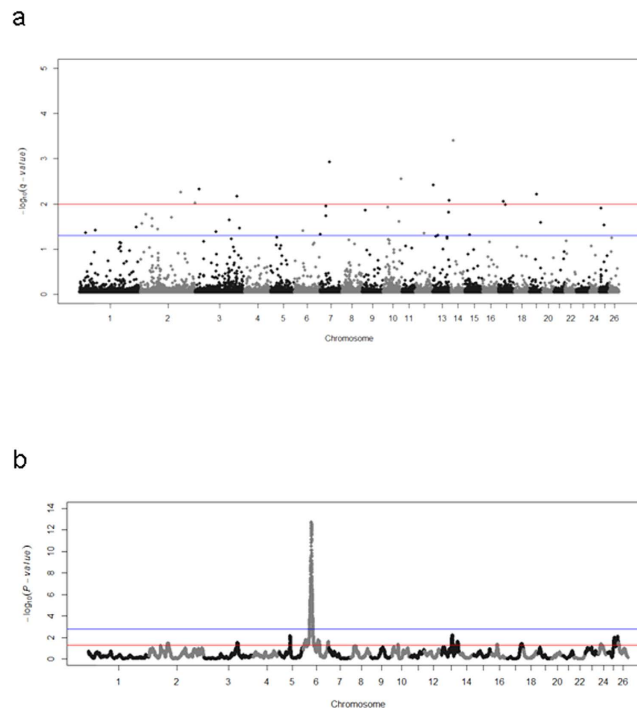 a
5
4
3
2
1
0
−log10(q − value)
1 2 3 4 5 6 7 8 9 10 11 13 14 15 16 18 20 22 24 26
Chromosome
b
14
12
10
8
6
4
2
0
−log10(P − value)
1 2 3 4 5 6 7 8 9 10 12 13 14 16 18 20 22 24 26
Chromosome